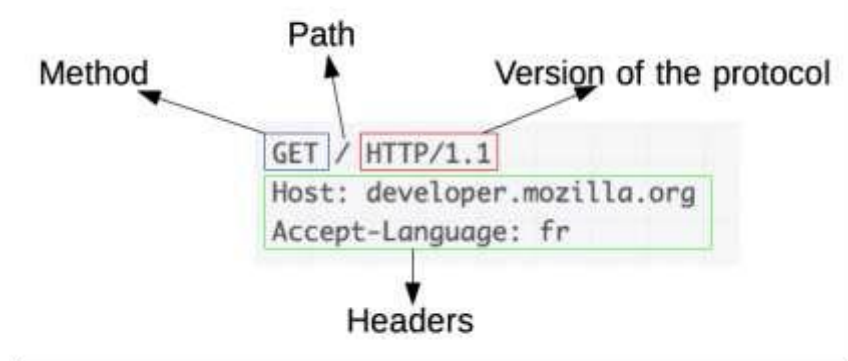 Path
Method
Version of the protocol
GET / HTTP/1.1
Host: developer.mozilla.org
Accept-Language: fr
Headers